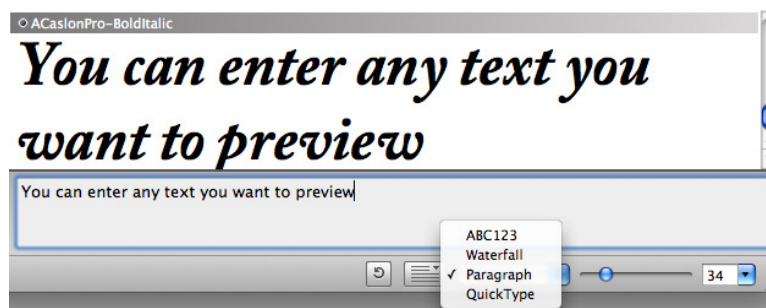 ACaslonPro-BoldItalic
You can enter any text you
want to preview
You can enter any text you want to preview
ABC123
Waterfall
✓ Paragraph
QuickType
34